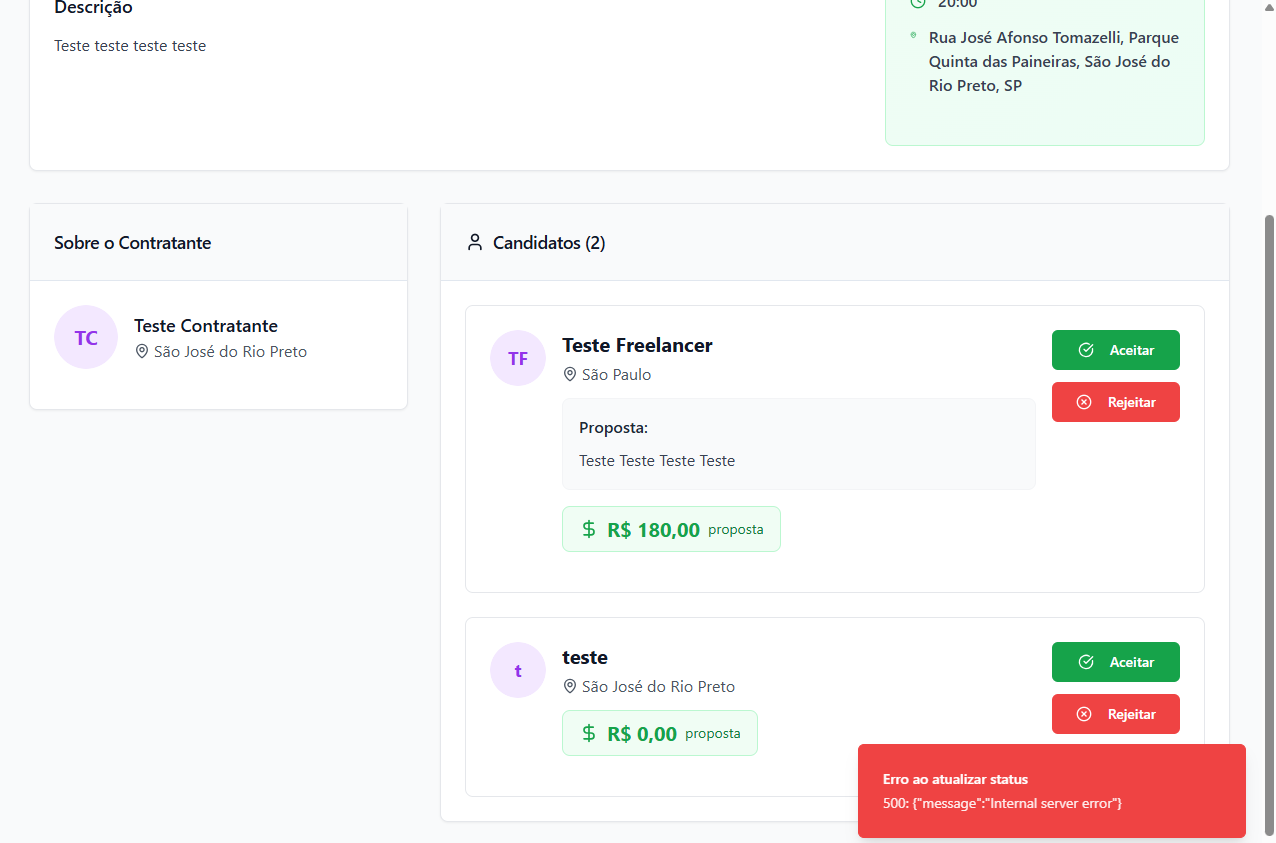 Descrição
Teste teste teste teste
20:00
Rua José Afonso Tomazelli, Parque
Quinta das Paineiras, São José do
Rio Preto, SP
Sobre o Contratante
TC
Teste Contratante
São José do Rio Preto
Candidatos (2)
TF
Teste Freelancer
São Paulo
Aceitar
Rejeitar
Proposta:
Teste Teste Teste Teste
R$ 180,00 proposta
t
teste
São José do Rio Preto
Aceitar
Rejeitar
R$ 0,00 proposta
Erro ao atualizar status
500: {"message":"Internal server error"}